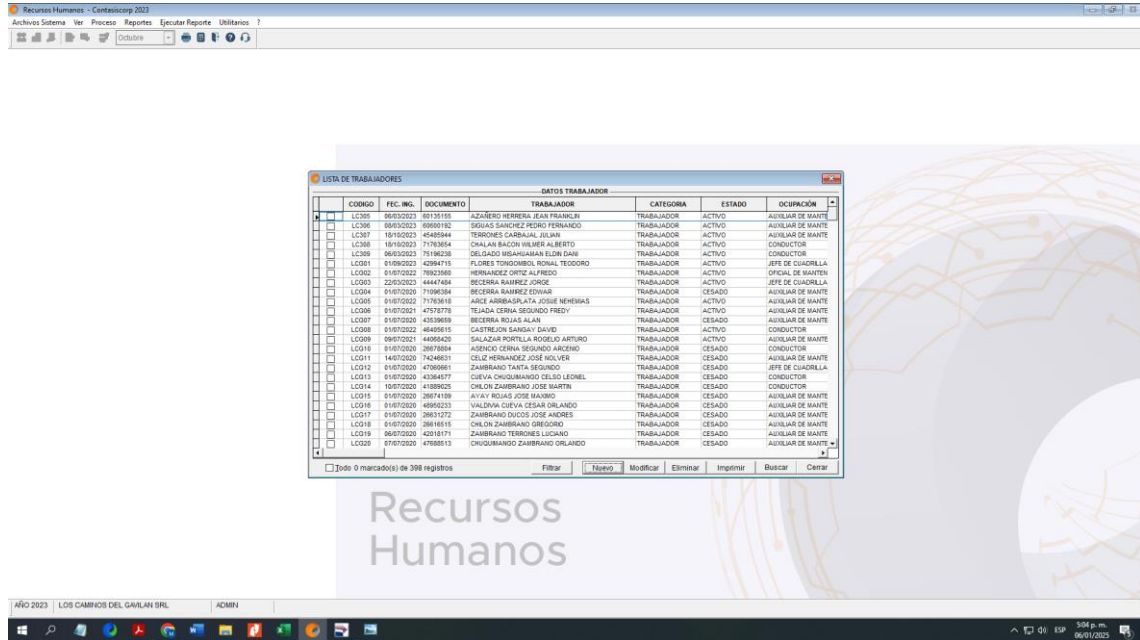 Recursos Humanos - Contasiscorp 2023
Archivos Sistema Ver Proceso Reportes Ejecutar Reporte Utilitarios ?
Octubre
LISTA DE TRABAJADORES
DATOS TRABAJADOR
CODIGO FEC. ING. DOCUMENTO TRABAJADOR CATEGORIA ESTADO OCUPACIÓN
LC305 06/03/2023 60135155 AZAÑERO HERRERA JEAN FRANKLIN TRABAJADOR ACTIVO AUXILIAR DE MANTE
LC306 08/03/2023 60600192 SIGUAS SANCHEZ PEDRO FERNANDO TRABAJADOR ACTIVO AUXILIAR DE MANTE
LC307 18/10/2023 45485944 TERRONES CARBAJAL JULIAN TRABAJADOR ACTIVO AUXILIAR DE MANTE
LC308 18/10/2023 71763654 CHALAN BACON WILMER ALBERTO TRABAJADOR ACTIVO CONDUCTOR
LC309 06/03/2023 75196238 DELGADO MISAHUAMAN ELDIN DANI TRABAJADOR ACTIVO CONDUCTOR
LCG01 01/09/2023 42994715 FLORES TONGOMBOL RONAL TEODORO TRABAJADOR ACTIVO JEFE DE CUADRILLA
LCG02 01/07/2022 76923560 HERNANDEZ ORTIZ ALFREDO TRABAJADOR ACTIVO OFICIAL DE MANTEN
LCG03 22/03/2023 44447484 BECERRA RAMIREZ JORGE TRABAJADOR ACTIVO JEFE DE CUADRILLA
LCG04 01/07/2020 71096384 BECERRA RAMIREZ EDWAR TRABAJADOR CESADO AUXILIAR DE MANTE
LCG05 01/07/2022 71763618 ARCE ARRIBASPLATA JOSUE NEHEMIAS TRABAJADOR ACTIVO AUXILIAR DE MANTE
LCG06 01/07/2021 47578778 TEJADA CERNA SEGUNDO FREDY TRABAJADOR ACTIVO AUXILIAR DE MANTE
LCG07 01/07/2020 43539659 BECERRA ROJAS ALAN TRABAJADOR CESADO AUXILIAR DE MANTE
LCG08 01/07/2022 46405615 CASTREJON SANGAY DAVID TRABAJADOR ACTIVO CONDUCTOR
LCG09 09/07/2021 44068420 SALAZAR PORTILLA ROGELIO ARTURO TRABAJADOR ACTIVO AUXILIAR DE MANTE
LCG10 01/07/2020 26676804 ASENCIO CERNA SEGUNDO ARCENIO TRABAJADOR CESADO CONDUCTOR
LCG11 14/07/2020 74246631 CELIZ HERNANDEZ JOSÉ NOLVER TRABAJADOR CESADO AUXILIAR DE MANTE
LCG12 01/07/2020 47060861 ZAMBRANO TANTA SEGUNDO TRABAJADOR CESADO JEFE DE CUADRILLA
LCG13 01/07/2020 43364577 CUEVA CHUQUIMANGO CELSO LEONEL TRABAJADOR CESADO CONDUCTOR
LCG14 10/07/2020 41889025 CHILON ZAMBRANO JOSE MARTIN TRABAJADOR CESADO CONDUCTOR
LCG15 01/07/2020 26674109 AYAY ROJAS JOSE MAXIMO TRABAJADOR CESADO AUXILIAR DE MANTE
LCG16 01/07/2020 48950233 VALDIVIA CUEVA CESAR ORLANDO TRABAJADOR CESADO AUXILIAR DE MANTE
LCG17 01/07/2020 26631272 ZAMBRANO DUCOS JOSE ANDRES TRABAJADOR CESADO AUXILIAR DE MANTE
LCG18 01/07/2020 26616515 CHILON ZAMBRANO GREGORIO TRABAJADOR CESADO AUXILIAR DE MANTE
LCG19 06/07/2020 42018171 ZAMBRANO TERRONES LUCIANO TRABAJADOR CESADO AUXILIAR DE MANTE
LCG20 07/07/2020 47688513 CHUQUIMANGO ZAMBRANO ORLANDO TRABAJADOR CESADO AUXILIAR DE MANTE
Todo 0 marcado(s) de 398 registros Filtrar Nuevo Modificar Eliminar Imprimir Buscar Cerrar
Recursos
Humanos
AÑO 2023 LOS CAMINOS DEL GAVILAN SRL ADMIN
ESP 5:04 p. m.
06/01/2025